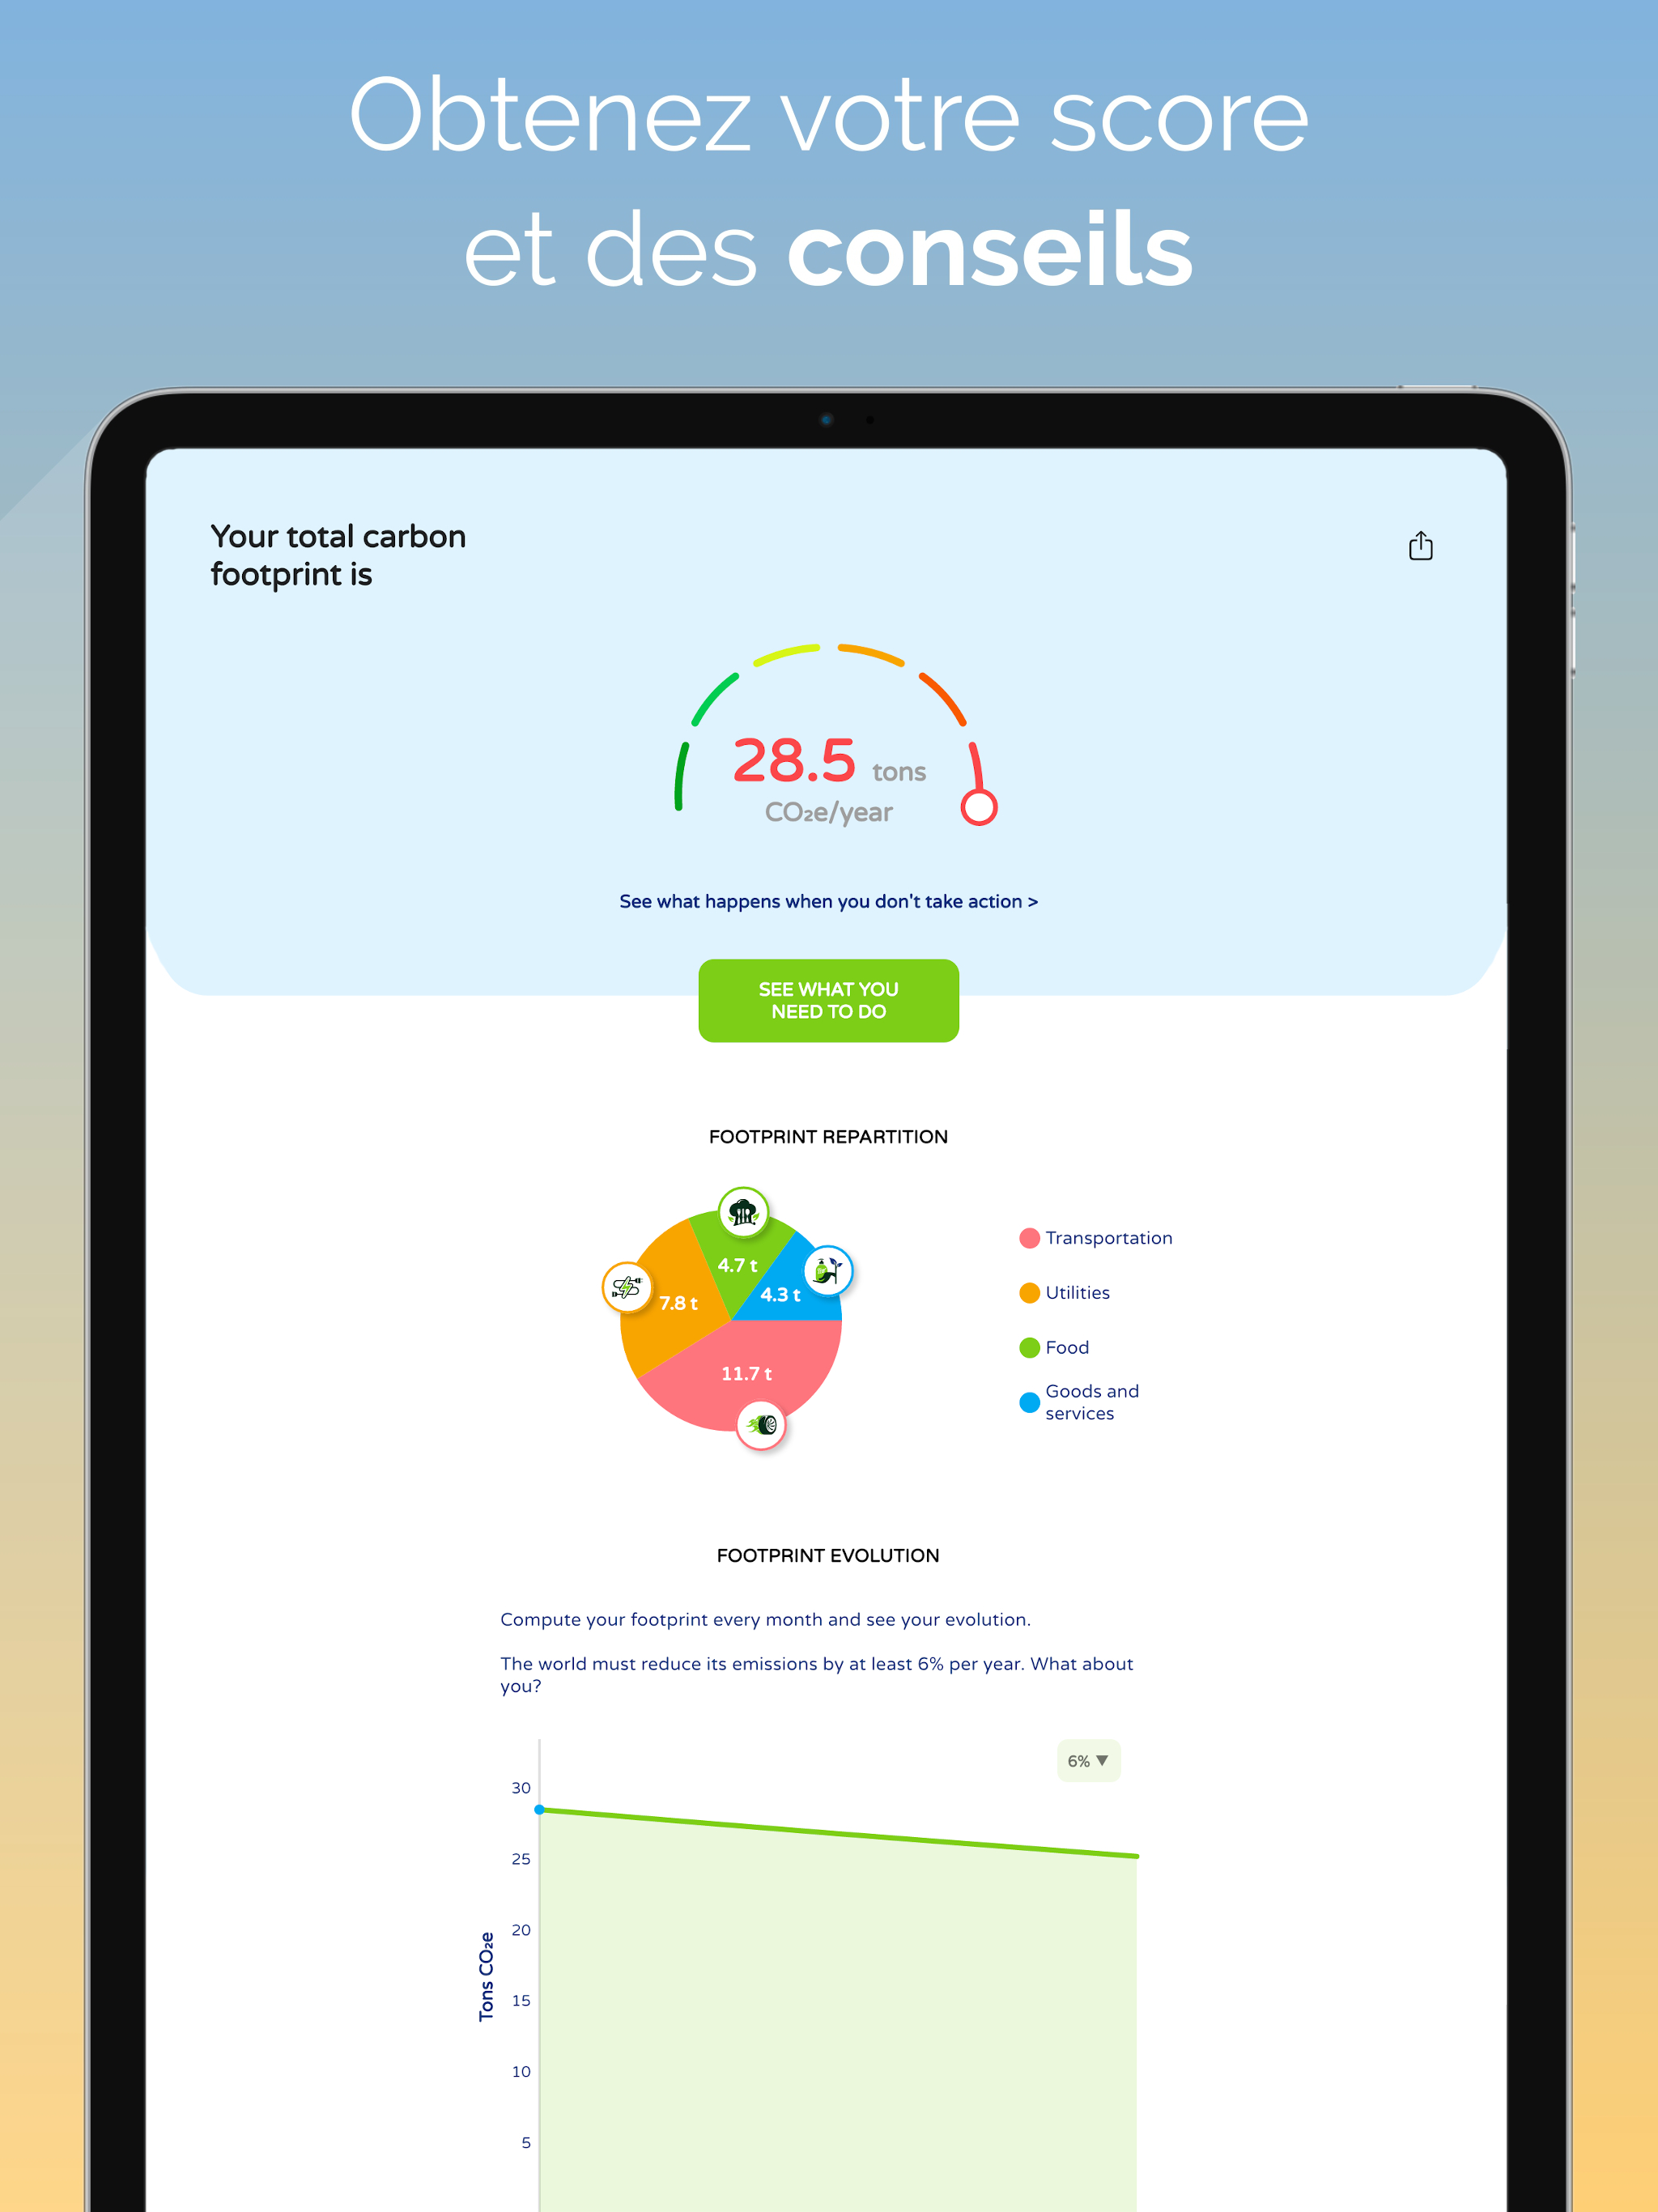 Obtenez votre score
et des conseils
Your total carbon
footprint is
28.5 tons
CO₂e/year
See what happens when you don't take action >
SEE WHAT YOU
NEED TO DO
FOOTPRINT REPARTITION
4.7 t
4.3 t
7.8 t
11.7 t
Transportation
Utilities
Food
Goods and
services
FOOTPRINT EVOLUTION
Compute your footprint every month and see your evolution.
The world must reduce its emissions by at least 6% per year. What about
you?
6% ▼
30
25
20
15
10
5
Tons CO₂e